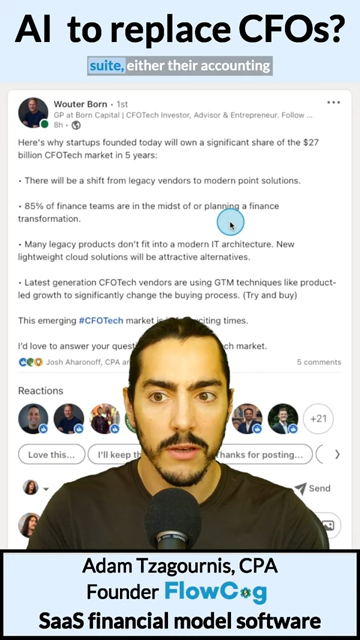 AI to replace CFOs?
suite, either their accounting
Wouter Born • 1st
GP at Born Capital | CFOTech Investor, Advisor & Entrepreneur. Follow ...
8h •
Here's why startups founded today will own a significant share of the $27
billion CFOTech market in 5 years:
• There will be a shift from legacy vendors to modern point solutions.
• 85% of finance teams are in the midst of or planning a finance
transformation.
• Many legacy products don't fit into a modern IT architecture. New
lightweight cloud solutions will be attractive alternatives.
• Latest generation CFOTech vendors are using GTM techniques like product-
led growth to significantly change the buying process. (Try and buy)
This emerging #CFOTech market is citing times.
I'd love to answer your quest ch market.
Josh Aharonoff, CPA an 5 comments
Reactions
+21
Love this... I'll keep th Thanks for posting...
Send
Adam Tzagournis, CPA
Founder FlowCog
SaaS financial model software